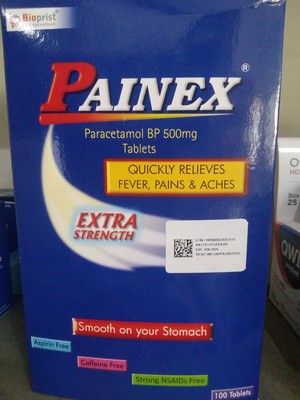 Bioprist®
PAINEX®
Paracetamol BP 500mg
Tablets
QUICKLY RELIEVES
FEVER, PAINS & ACHES
EXTRA
STRENGTH
Smooth on your Stomach
Aspirin Free
Caffeine Free
Strong NSAIDs Free
100 Tablets